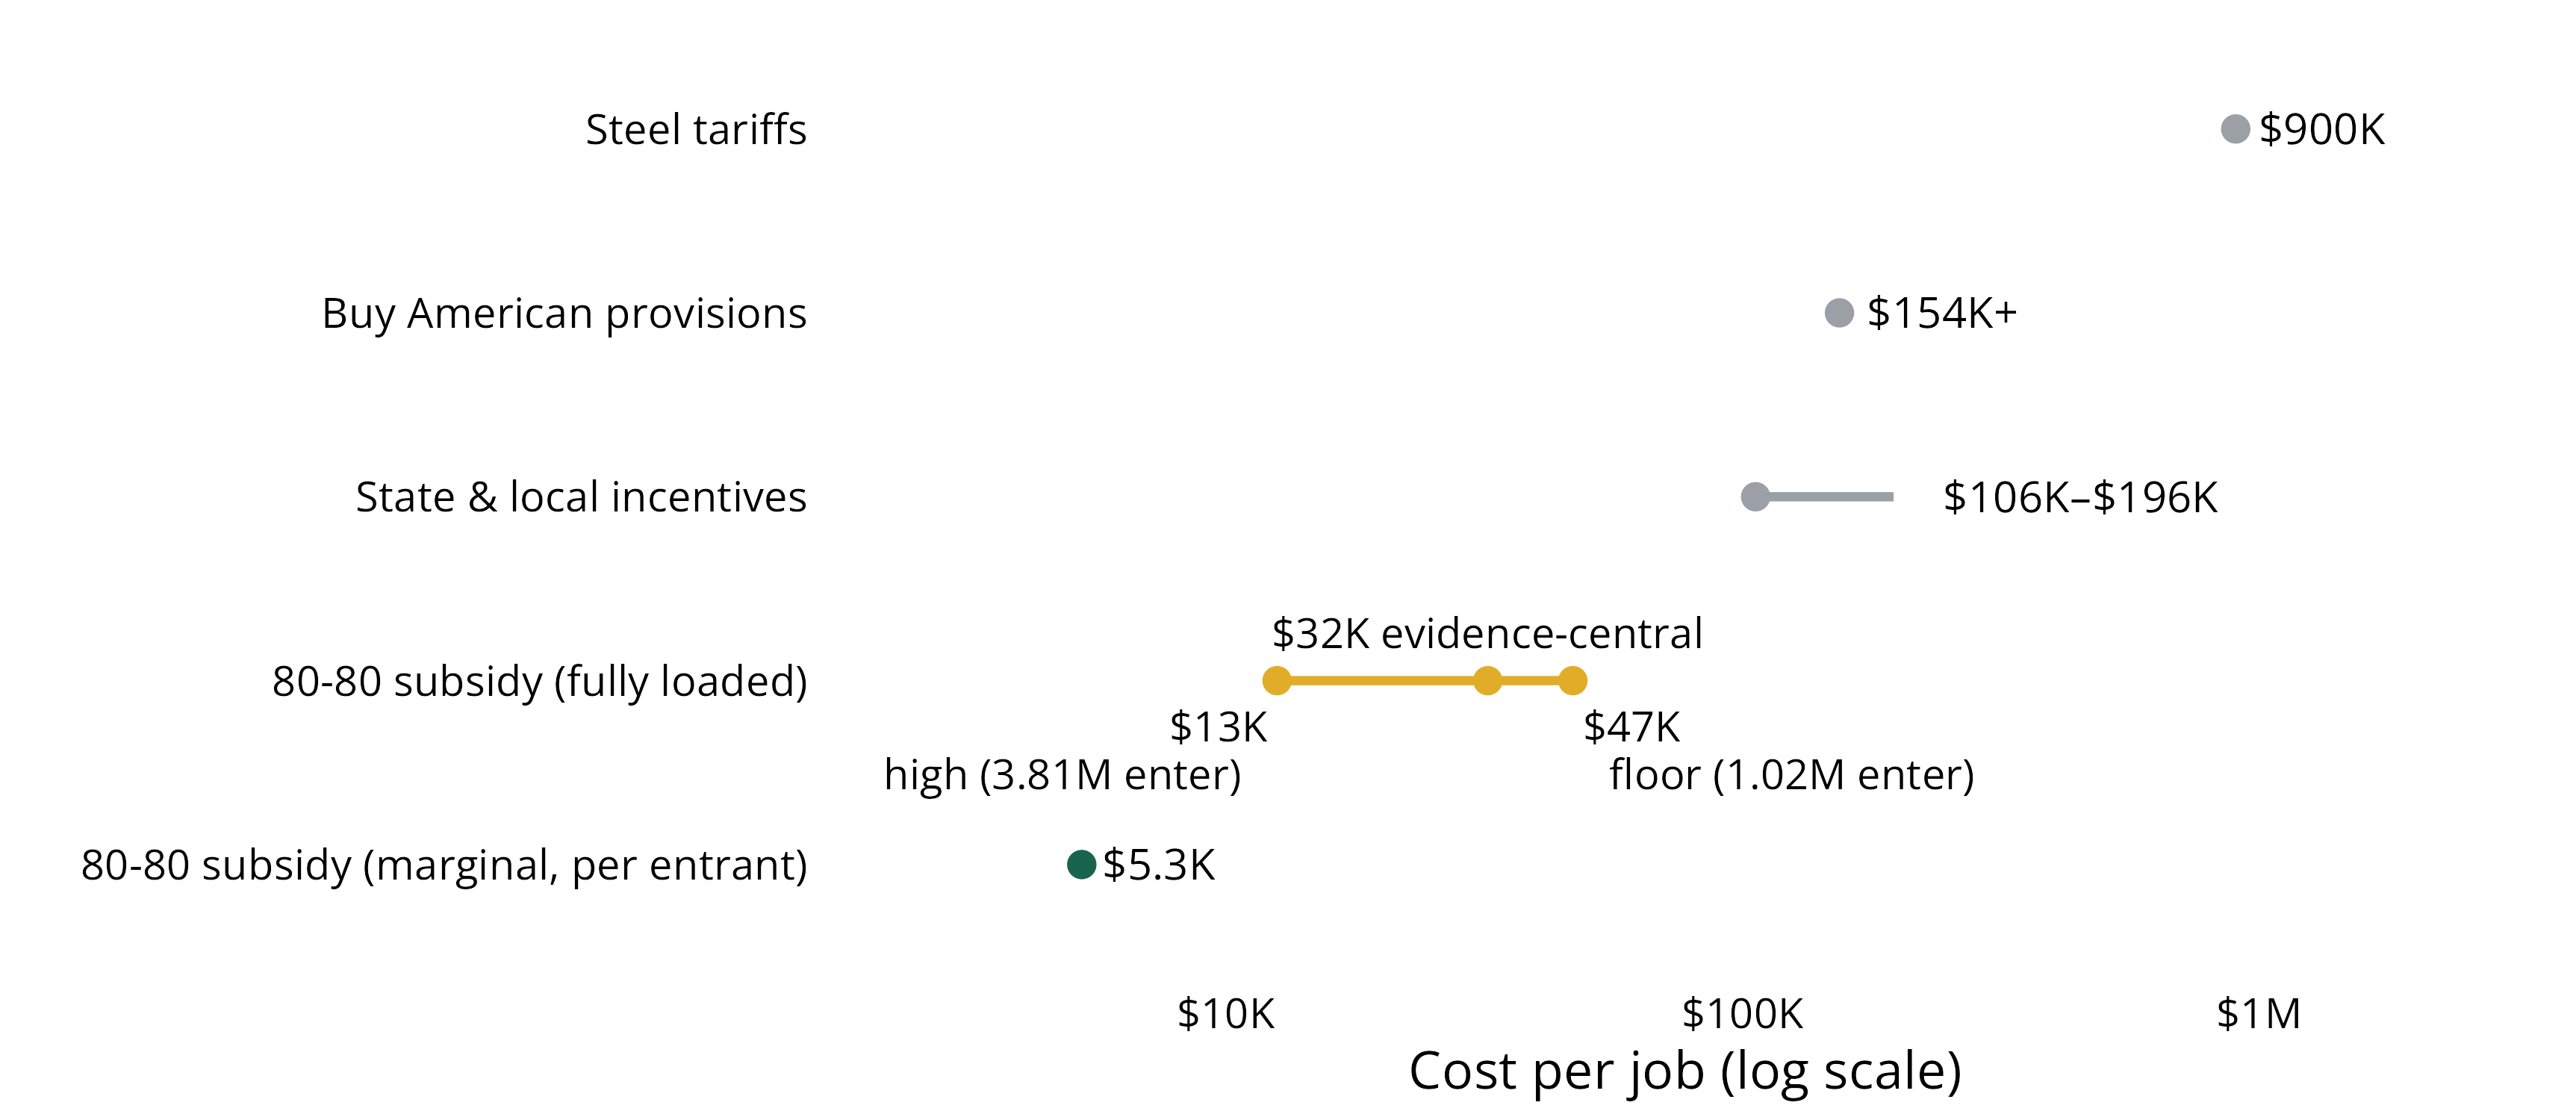 Steel tariffs
$900K
Buy American provisions
$154K+
State & local incentives
$106K–$196K
$32K evidence-central
80-80 subsidy (fully loaded)
$13K
$47K
high (3.81M enter)
floor (1.02M enter)
80-80 subsidy (marginal, per entrant)
$5.3K
$10K
$100K
$1M
Cost per job (log scale)